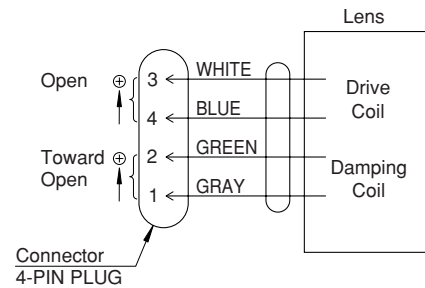 Lens
Open ⊕ 3 WHITE
Drive
Coil
4 BLUE
Toward ⊕ 2 GREEN
Open
Damping
Coil
1 GRAY
Connector
4-PIN PLUG